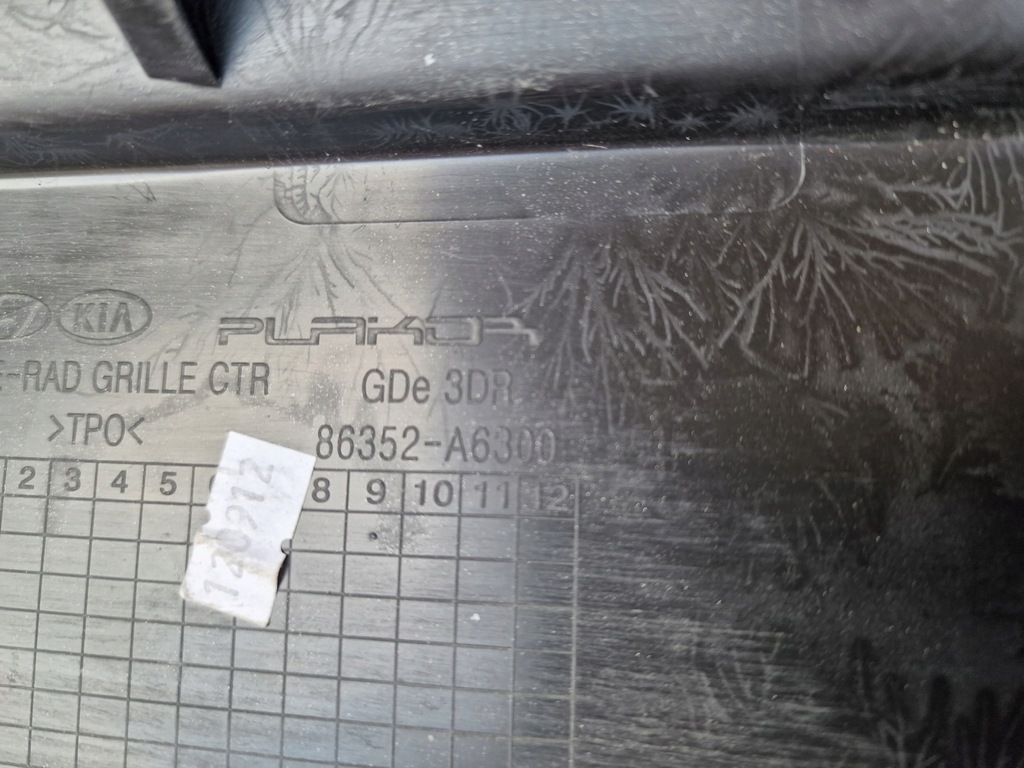 KIA PLAKOR
E-RAD GRILLE CTR GDe 3DR
>TPO< 86352-A6300
2 3 4 5 8 9 10 11 12
120912